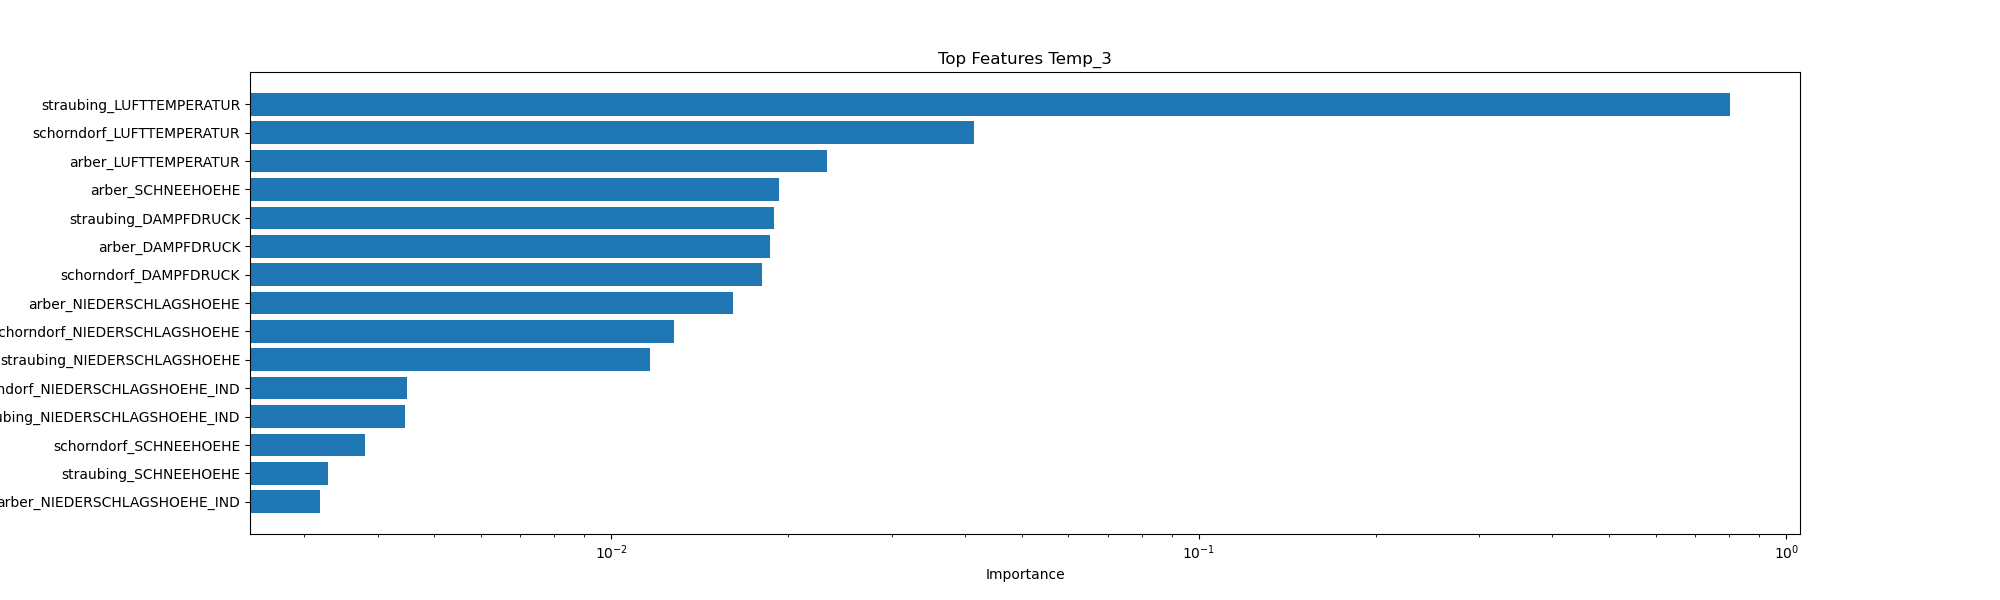 Top Features Temp_3
straubing_LUFTTEMPERATUR
schorndorf_LUFTTEMPERATUR
arber_LUFTTEMPERATUR
arber_SCHNEEHOEHE
straubing_DAMPFDRUCK
arber_DAMPFDRUCK
schorndorf_DAMPFDRUCK
arber_NIEDERSCHLAGSHOEHE
chorndorf_NIEDERSCHLAGSHOEHE
straubing_NIEDERSCHLAGSHOEHE
ndorf_NIEDERSCHLAGSHOEHE_IND
ubing_NIEDERSCHLAGSHOEHE_IND
schorndorf_SCHNEEHOEHE
straubing_SCHNEEHOEHE
arber_NIEDERSCHLAGSHOEHE_IND
10⁻² 10⁻¹ 10⁰
Importance